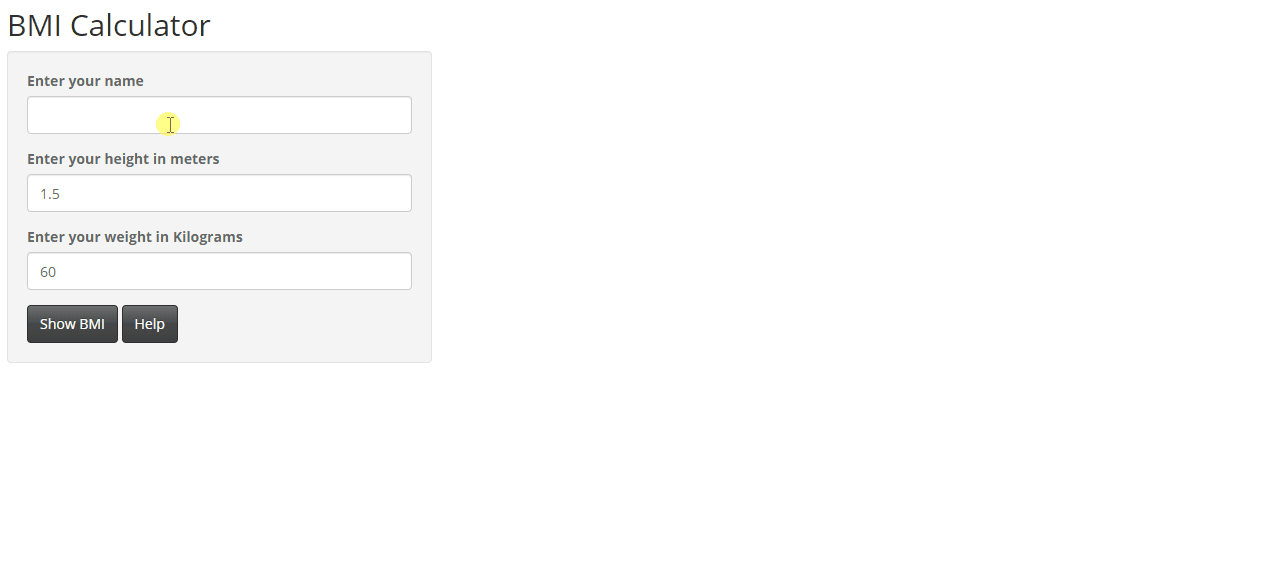 BMI Calculator
Enter your name
Enter your height in meters
1.5
Enter your weight in Kilograms
60
Show BMI Help